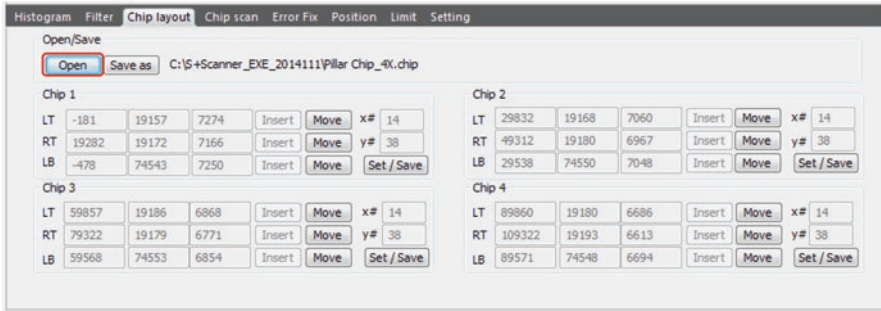 Histogram Filter Chip layout Chip scan Error Fix Position Limit Setting
Open/Save
Open Save as C:\S+Scanner_EXE_2014111\Pillar Chip_4X.chip
Chip 1
LT -181 19157 7274 Insert Move x# 14
RT 19282 19172 7166 Insert Move y# 38
LB -478 74543 7250 Insert Move Set / Save
Chip 2
LT 29832 19168 7060 Insert Move x# 14
RT 49312 19180 6967 Insert Move y# 38
LB 29538 74550 7048 Insert Move Set / Save
Chip 3
LT 59857 19186 6868 Insert Move x# 14
RT 79322 19179 6771 Insert Move y# 38
LB 59568 74553 6854 Insert Move Set / Save
Chip 4
LT 89860 19180 6686 Insert Move x# 14
RT 109322 19193 6613 Insert Move y# 38
LB 89571 74548 6694 Insert Move Set / Save